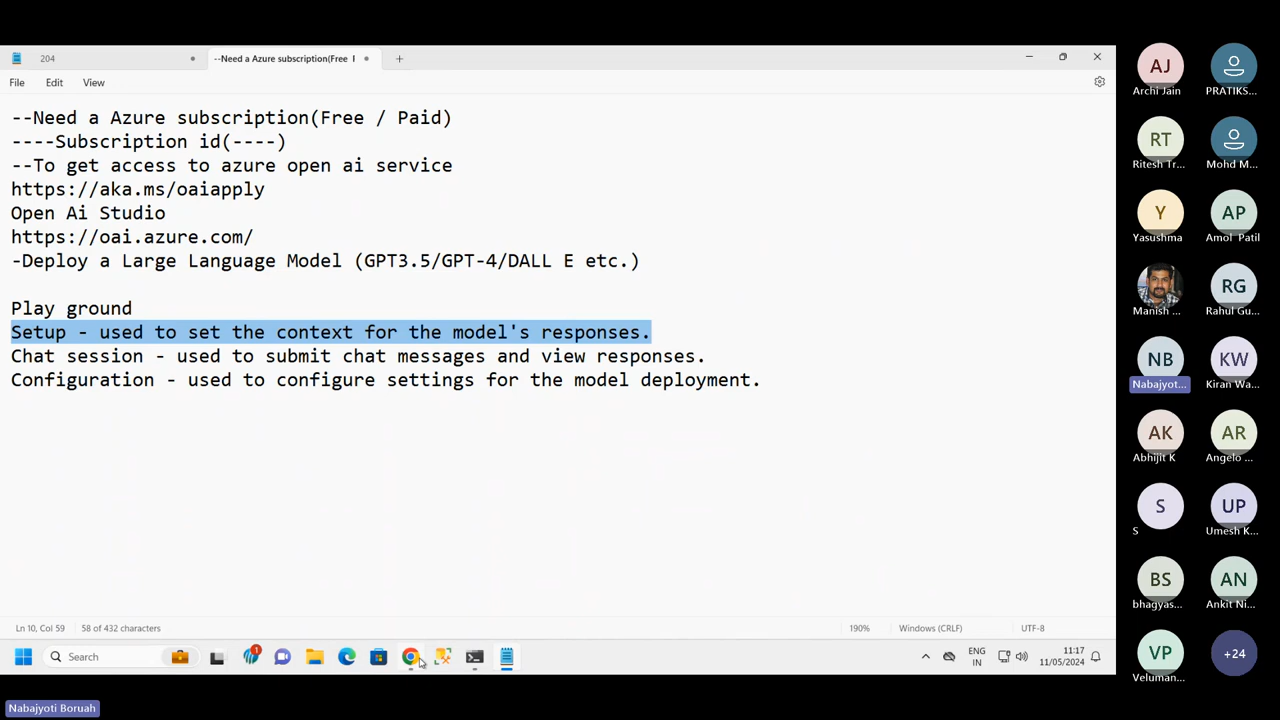 204
--Need a Azure subscription(Free F
File Edit View
--Need a Azure subscription(Free / Paid)
----Subscription id(----)
--To get access to azure open ai service
https://aka.ms/oaiapply
Open Ai Studio
https://oai.azure.com/
-Deploy a Large Language Model (GPT3.5/GPT-4/DALL E etc.)
Play ground
Setup - used to set the context for the model's responses.
Chat session - used to submit chat messages and view responses.
Configuration - used to configure settings for the model deployment.
Ln 10, Col 59 58 of 432 characters 190% Windows (CRLF) UTF-8
Search
1
ENG
IN
11:17
11/05/2024
AJ
Archi Jain
PRATIKS...
RT
Ritesh Tr...
Mohd M...
Y
Yasushma
AP
Amol Patil
Manish ...
RG
Rahul Gu...
NB
Nabajyot...
KW
Kiran Wa...
AK
Abhijit K
AR
Angelo ...
S
S
UP
Umesh K...
BS
bhagyas...
AN
Ankit Ni...
VP
Veluman...
+24
Nabajyoti Boruah